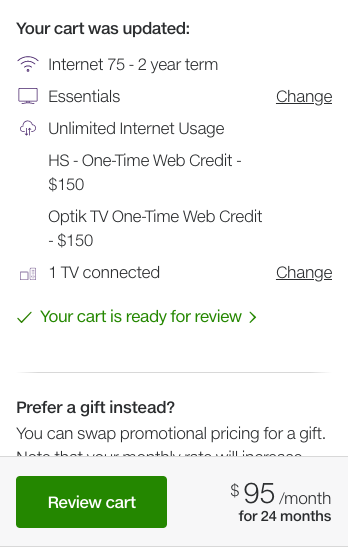 Your cart was updated:
Internet 75 - 2 year term
Essentials Change
Unlimited Internet Usage
HS - One-Time Web Credit -
$150
Optik TV One-Time Web Credit
- $150
1 TV connected Change
Your cart is ready for review
Prefer a gift instead?
You can swap promotional pricing for a gift.
Note that your monthly rate will increase
Review cart
$95 /month
for 24 months